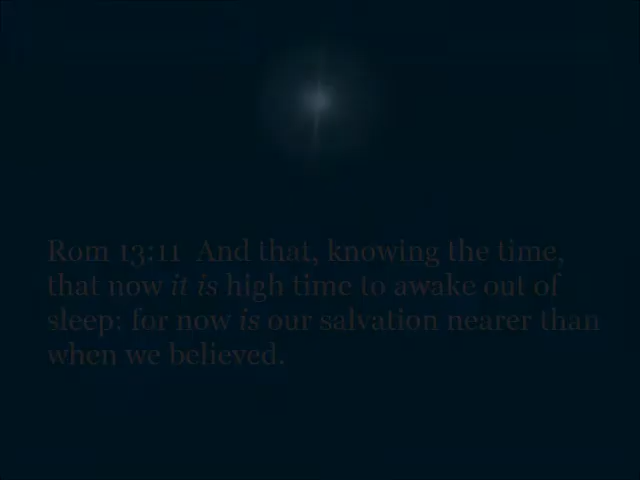 Rom 13:11  And that, knowing the time,
that now it is high time to awake out of
sleep: for now is our salvation nearer than
when we believed.